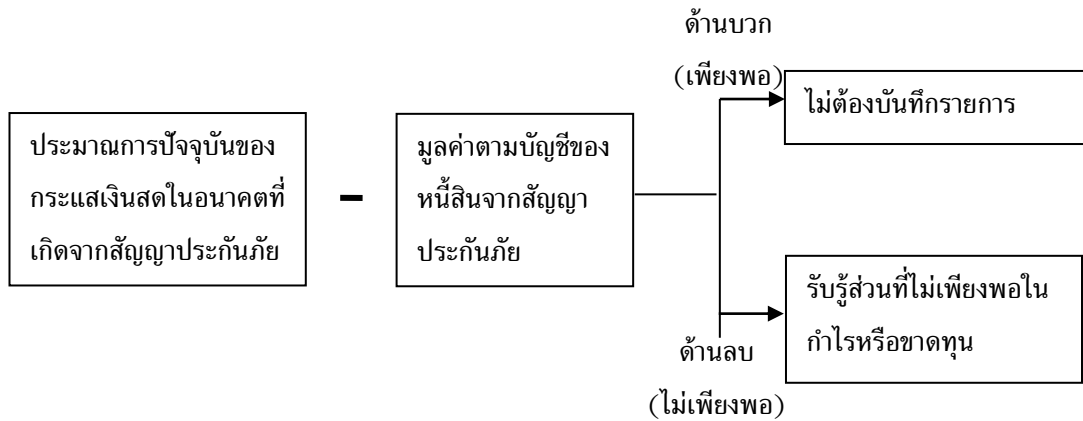 ด้านบวก
(เพียงพอ)
ไม่ต้องบันทึกรายการ
ประมาณการปัจจุบันของ
กระแสเงินสดในอนาคตที่
เกิดจากสัญญาประกันภัย
–
มูลค่าตามบัญชีของ
หนี้สินจากสัญญา
ประกันภัย
รับรู้ส่วนที่ไม่เพียงพอใน
กำไรหรือขาดทุน
ด้านลบ
(ไม่เพียงพอ)